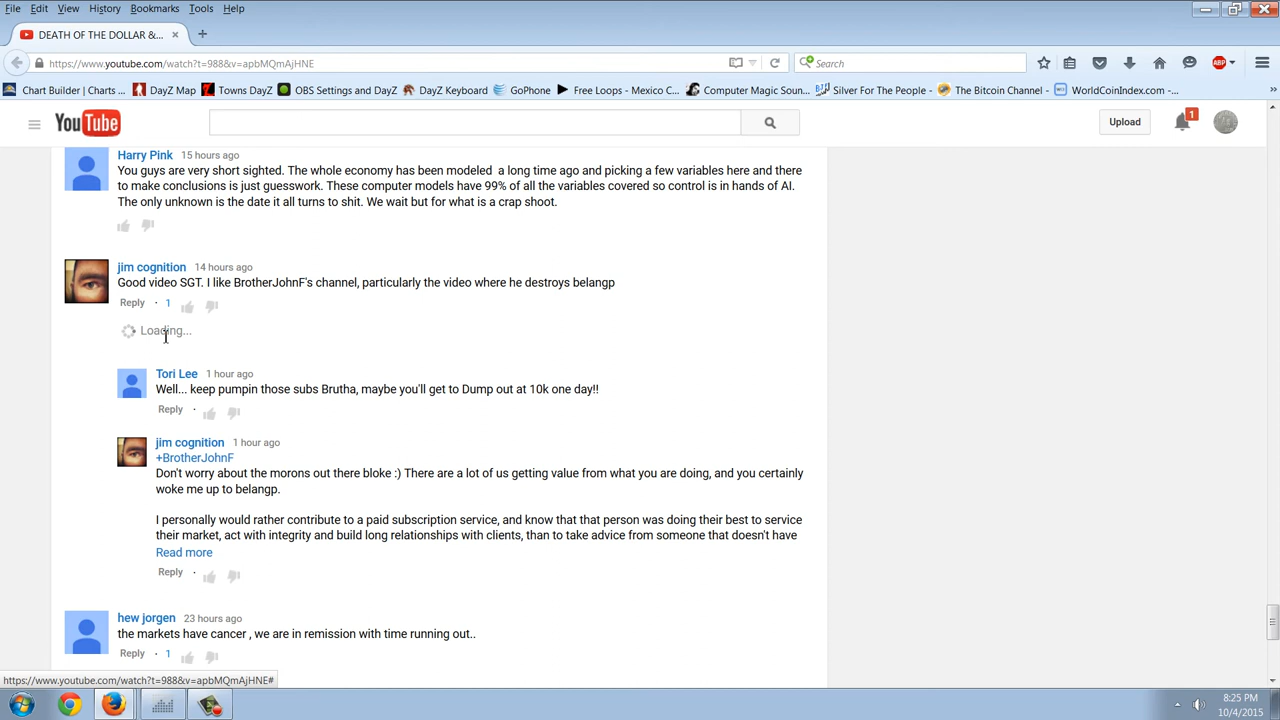 File Edit View History Bookmarks Tools Help
DEATH OF THE DOLLAR &...
https://www.youtube.com/watch?t=988&v=apbMQmAjHNE
Search
ABP
Chart Builder | Charts ... DayZ Map Towns DayZ OBS Settings and DayZ DayZ Keyboard GoPhone Free Loops - Mexico C... Computer Magic Soun... Silver For The People - The Bitcoin Channel - WorldCoinIndex.com -...
YouTube
Upload
1
Harry Pink 15 hours ago
You guys are very short sighted. The whole economy has been modeled a long time ago and picking a few variables here and there
to make conclusions is just guesswork. These computer models have 99% of all the variables covered so control is in hands of AI.
The only unknown is the date it all turns to shit. We wait but for what is a crap shoot.
jim cognition 14 hours ago
Good video SGT. I like BrotherJohnF's channel, particularly the video where he destroys belangp
Reply · 1
Loading...
Tori Lee 1 hour ago
Well... keep pumpin those subs Brutha, maybe you'll get to Dump out at 10k one day!!
Reply ·
jim cognition 1 hour ago
+BrotherJohnF
Don't worry about the morons out there bloke :) There are a lot of us getting value from what you are doing, and you certainly
woke me up to belangp.
I personally would rather contribute to a paid subscription service, and know that that person was doing their best to service
their market, act with integrity and build long relationships with clients, than to take advice from someone that doesn't have
Read more
Reply ·
hew jorgen 23 hours ago
the markets have cancer , we are in remission with time running out..
Reply · 1
https://www.youtube.com/watch?t=988&v=apbMQmAjHNE#
8:25 PM
10/4/2015